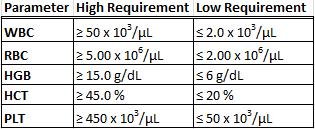 Parameter High Requirement Low Requirement
WBC ≥ 50 x 10³/µL ≤ 2.0 x 10³/µL
RBC ≥ 5.00 x 10⁶/µL ≤ 2.00 x 10⁶/µL
HGB ≥ 15.0 g/dL ≤ 6 g/dL
HCT ≥ 45.0 % ≤ 20 %
PLT ≥ 450 x 10³/µL ≤ 50 x 10³/µL